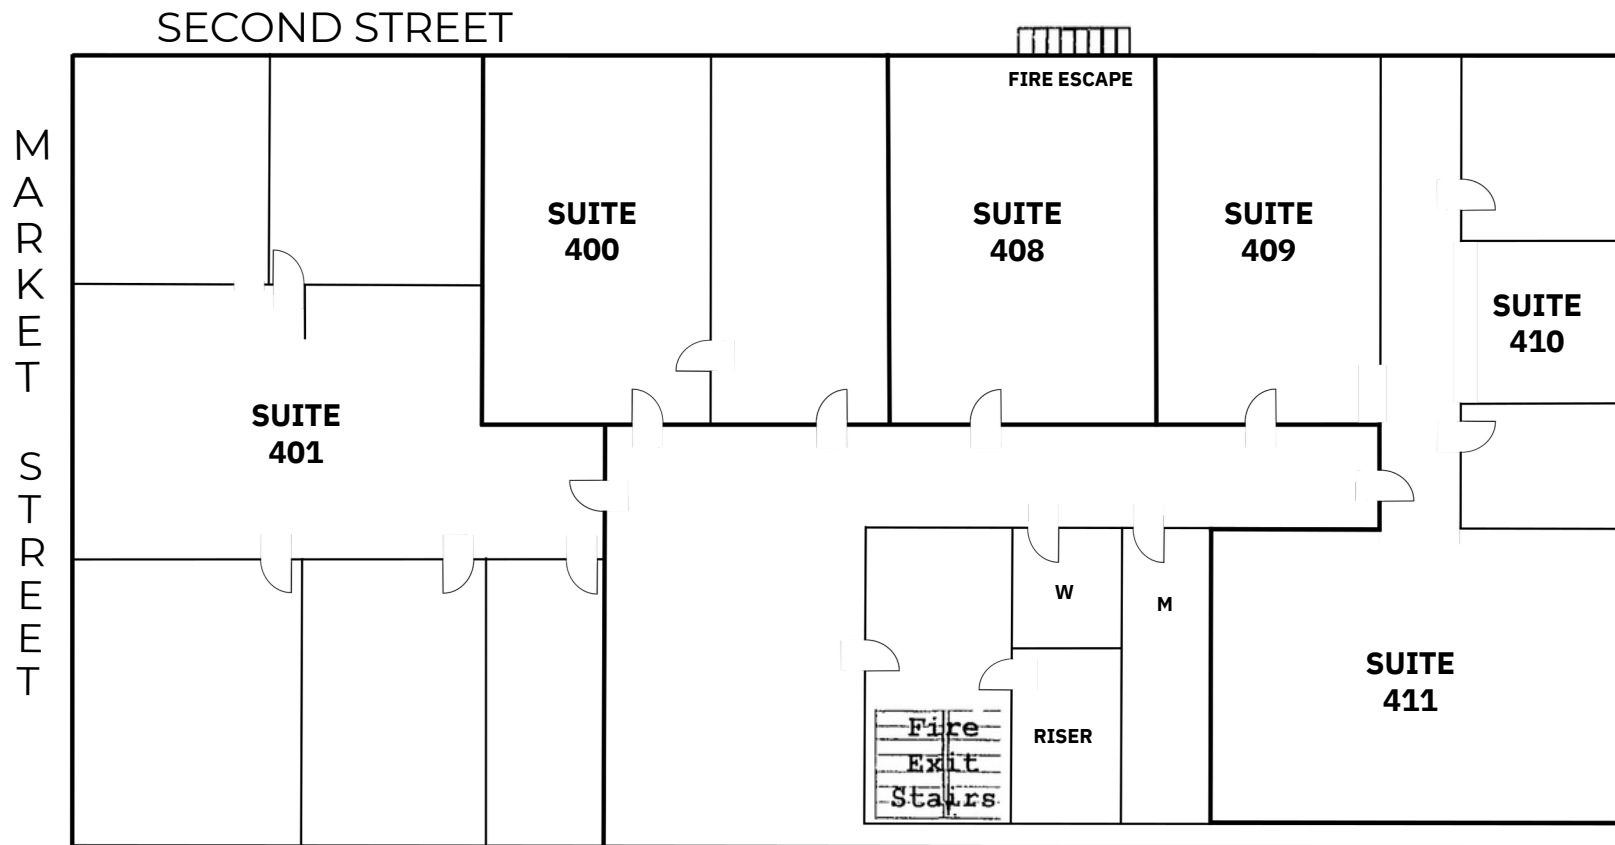 SECOND STREET
MARKET STREET
FIRE ESCAPE
SUITE
400
SUITE
408
SUITE
409
SUITE
410
SUITE
401
W
M
SUITE
411
RISER
Fire
Exit
Stairs